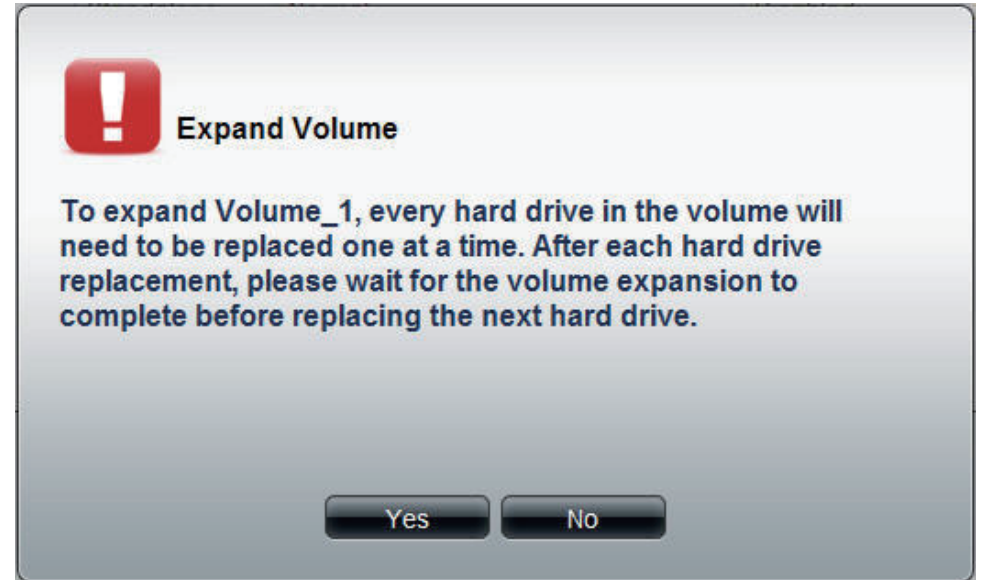 Expand Volume
To expand Volume_1, every hard drive in the volume will
need to be replaced one at a time. After each hard drive
replacement, please wait for the volume expansion to
complete before replacing the next hard drive.
Yes No